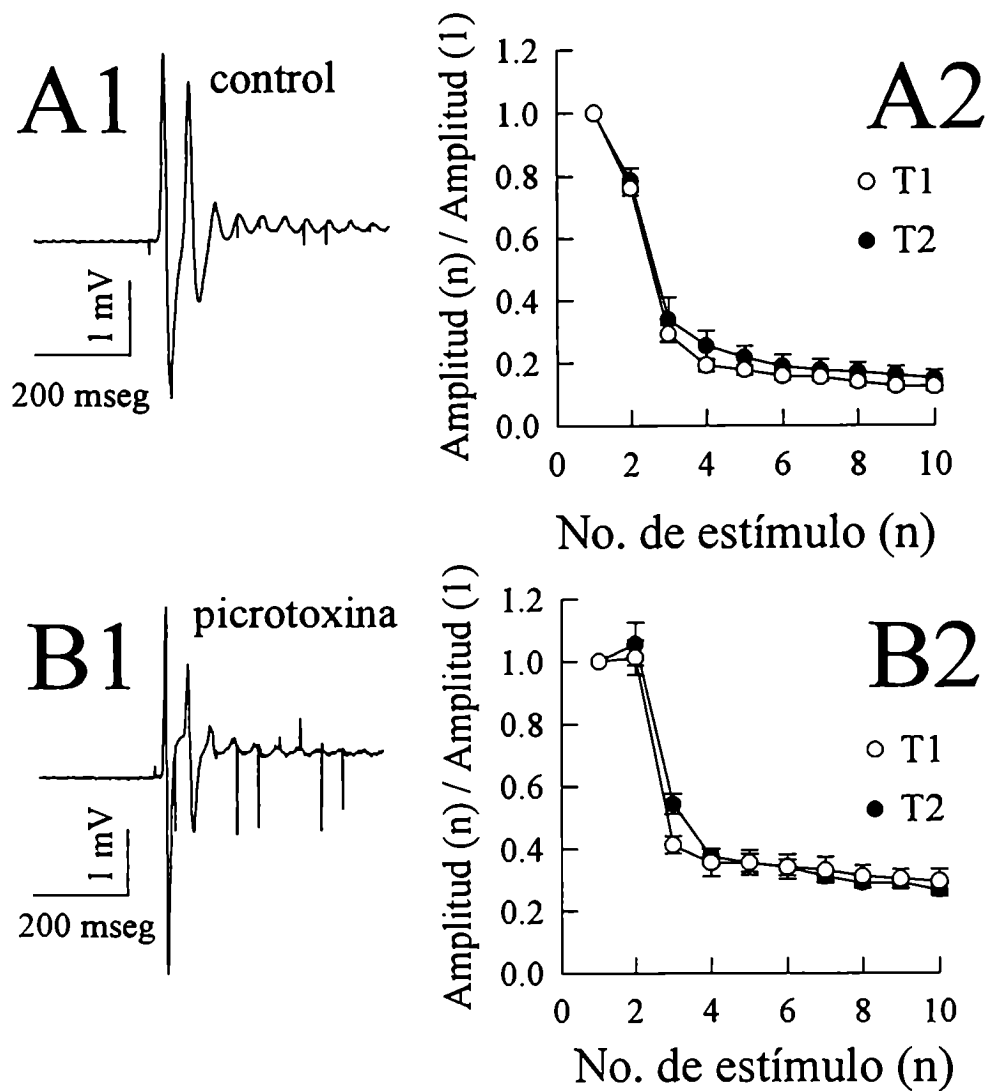 A1
control
1 mV
200 mseg
A2
Amplitud (n) / Amplitud (1)
1.2
1.0
0.8
0.6
0.4
0.2
0.0
T1
T2
0 2 4 6 8 10
No. de estímulo (n)
B1
picrotoxina
1 mV
200 mseg
B2
Amplitud (n) / Amplitud (1)
1.2
1.0
0.8
0.6
0.4
0.2
0.0
T1
T2
0 2 4 6 8 10
No. de estímulo (n)